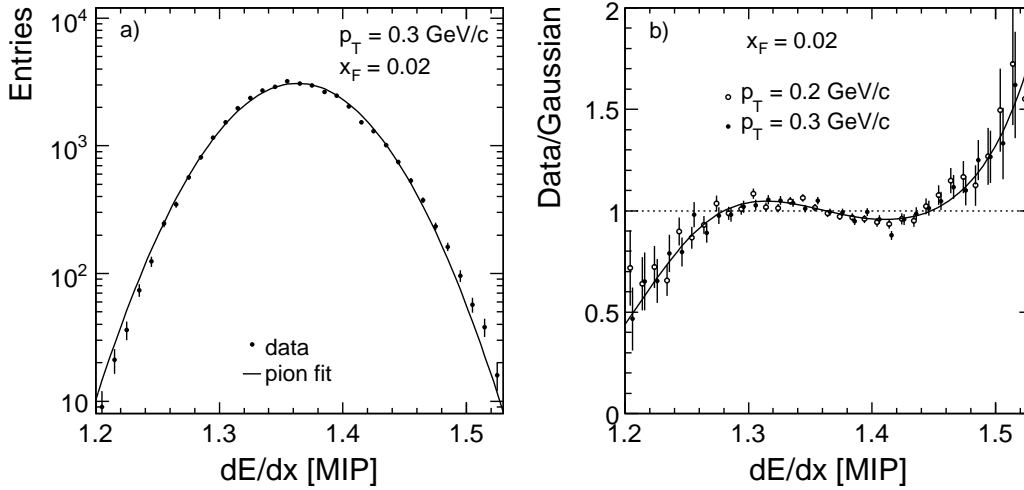 a)
p_T = 0.3 GeV/c
x_F = 0.02
Entries
10^4
10^3
10^2
10
data
pion fit
1.2 1.3 1.4 1.5
dE/dx [MIP]
b)
x_F = 0.02
p_T = 0.2 GeV/c
p_T = 0.3 GeV/c
Data/Gaussian
2
1.5
1
0.5
0
1.2 1.3 1.4 1.5
dE/dx [MIP]